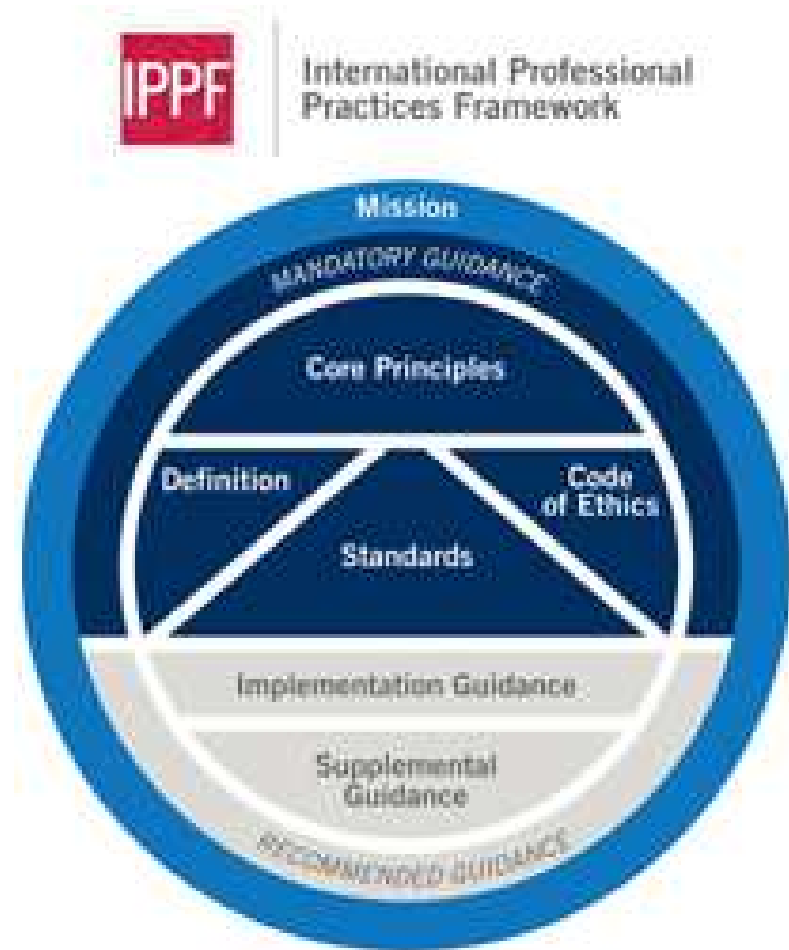 IPPF
International Professional
Practices Framework
Mission
MANDATORY GUIDANCE
Core Principles
Definition
Code
of Ethics
Standards
Implementation Guidance
Supplemental
Guidance
RECOMMENDED GUIDANCE